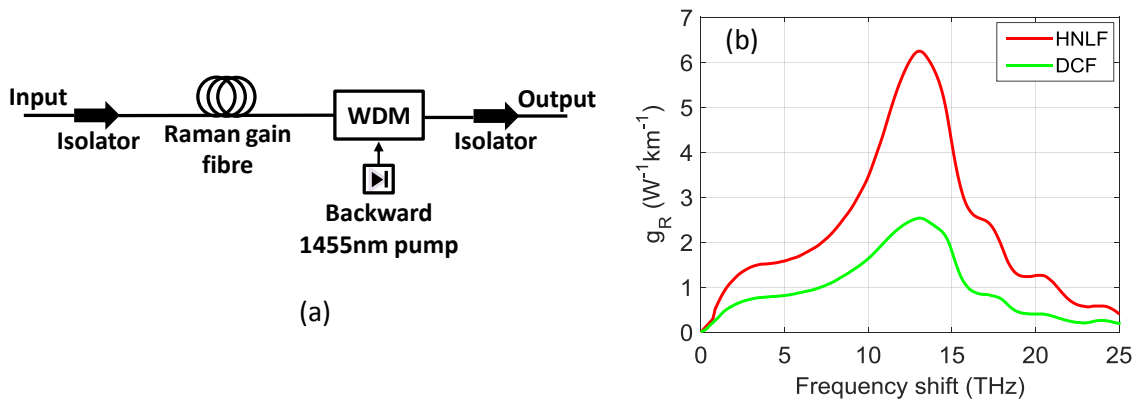 Input
Isolator
Raman gain
fibre
WDM
Backward
1455nm pump
Isolator
Output
(a)
(b)
HNLF
DCF
g_R (W⁻¹km⁻¹)
7
6
5
4
3
2
1
0
0 5 10 15 20 25
Frequency shift (THz)